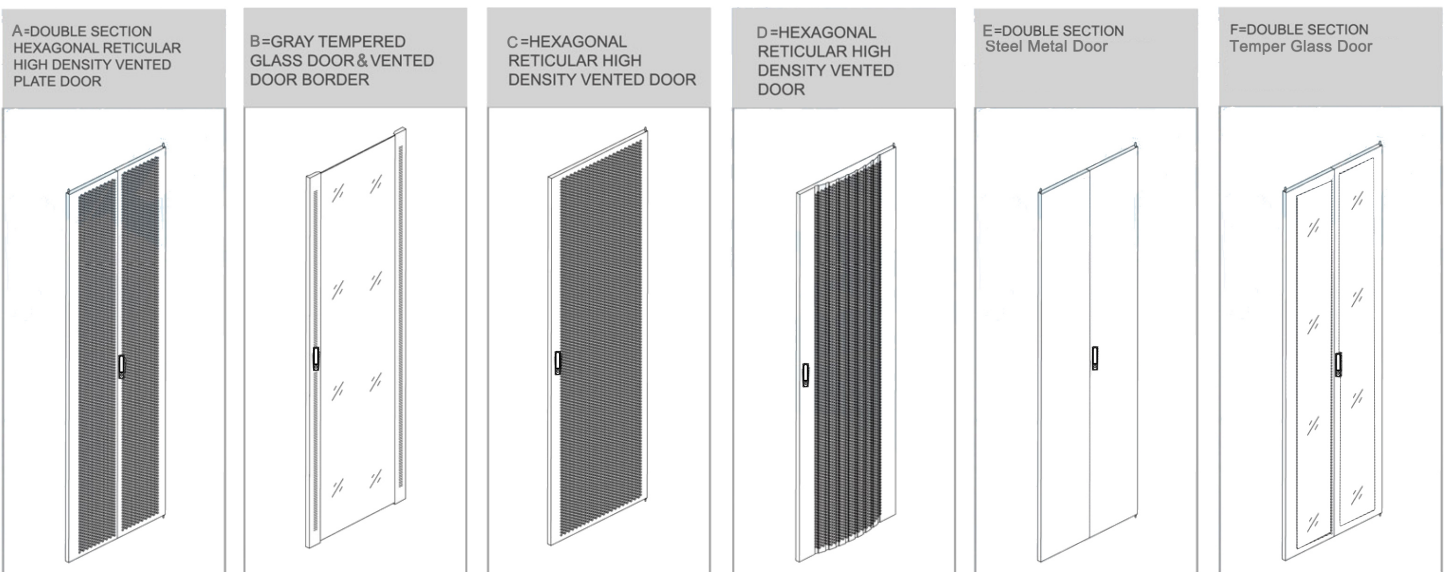 A=DOUBLE SECTION
HEXAGONAL RETICULAR
HIGH DENSITY VENTED
PLATE DOOR
B=GRAY TEMPERED
GLASS DOOR & VENTED
DOOR BORDER
C=HEXAGONAL
RETICULAR HIGH
DENSITY VENTED DOOR
D=HEXAGONAL
RETICULAR HIGH
DENSITY VENTED
DOOR
E=DOUBLE SECTION
Steel Metal Door
F=DOUBLE SECTION
Temper Glass Door